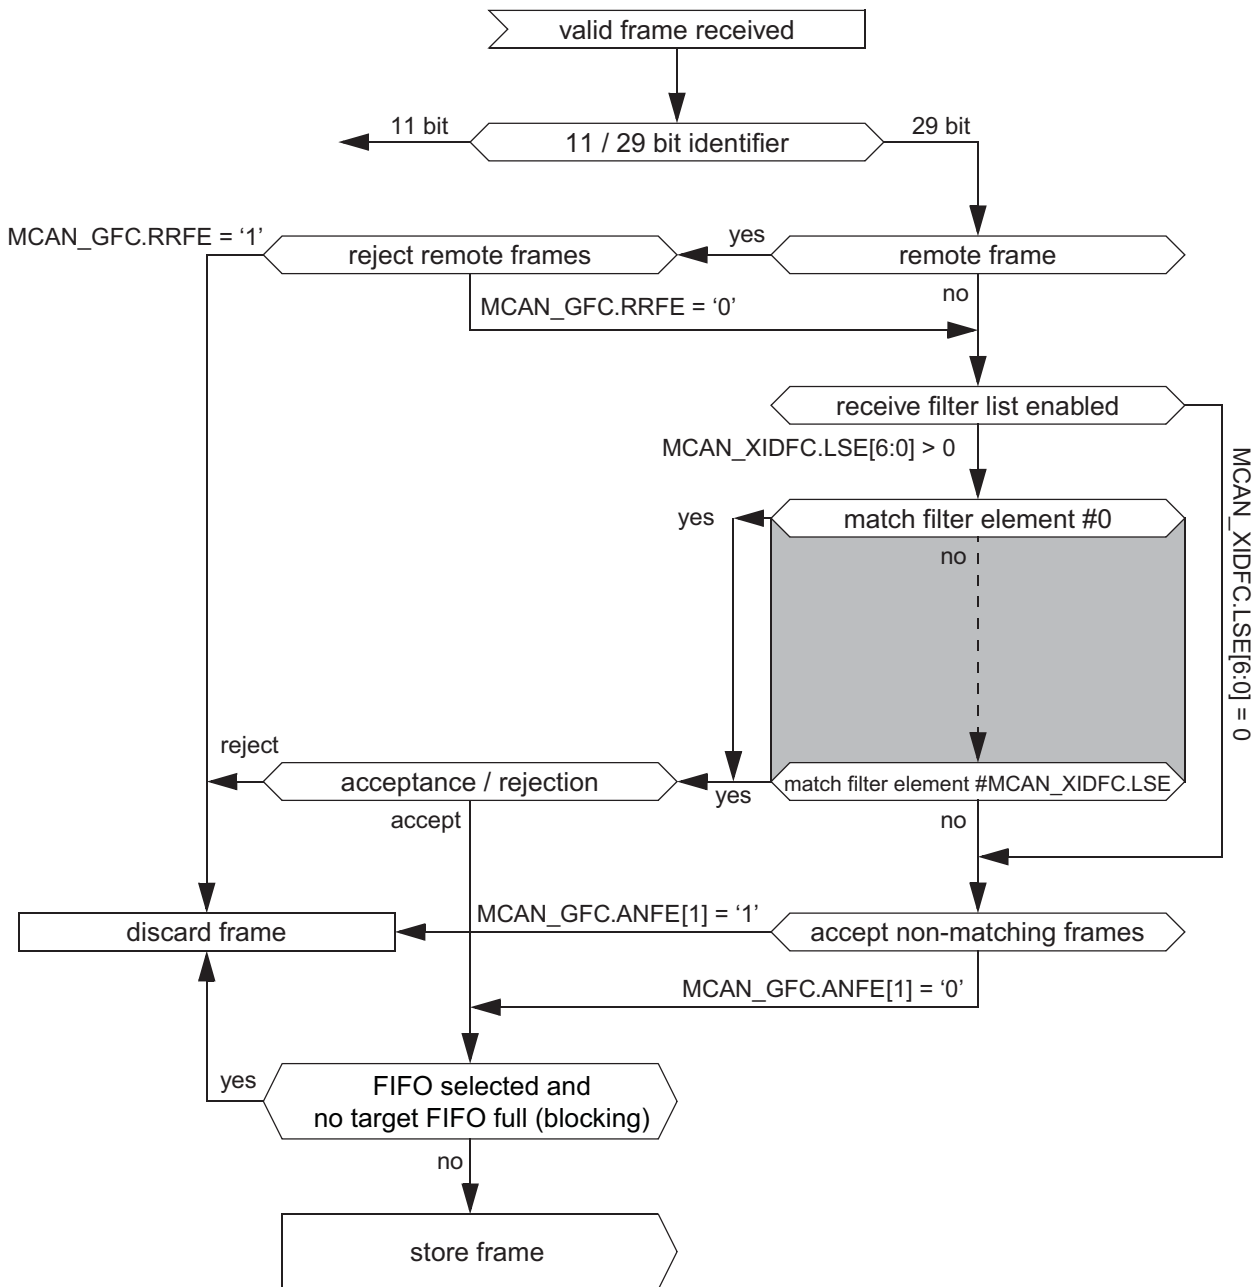 valid frame received
11 bit
11 / 29 bit identifier
29 bit
MCAN_GFC.RRFE = ‘1’
reject remote frames
yes
remote frame
MCAN_GFC.RRFE = ‘0’
no
receive filter list enabled
MCAN_XIDFC.LSE[6:0] > 0
MCAN_XIDFC.LSE[6:0] = 0
yes
match filter element #0
no
reject
acceptance / rejection
yes
match filter element #MCAN_XIDFC.LSE
accept
no
discard frame
MCAN_GFC.ANFE[1] = ‘1’
accept non-matching frames
MCAN_GFC.ANFE[1] = ‘0’
yes
FIFO selected and
no target FIFO full (blocking)
no
store frame